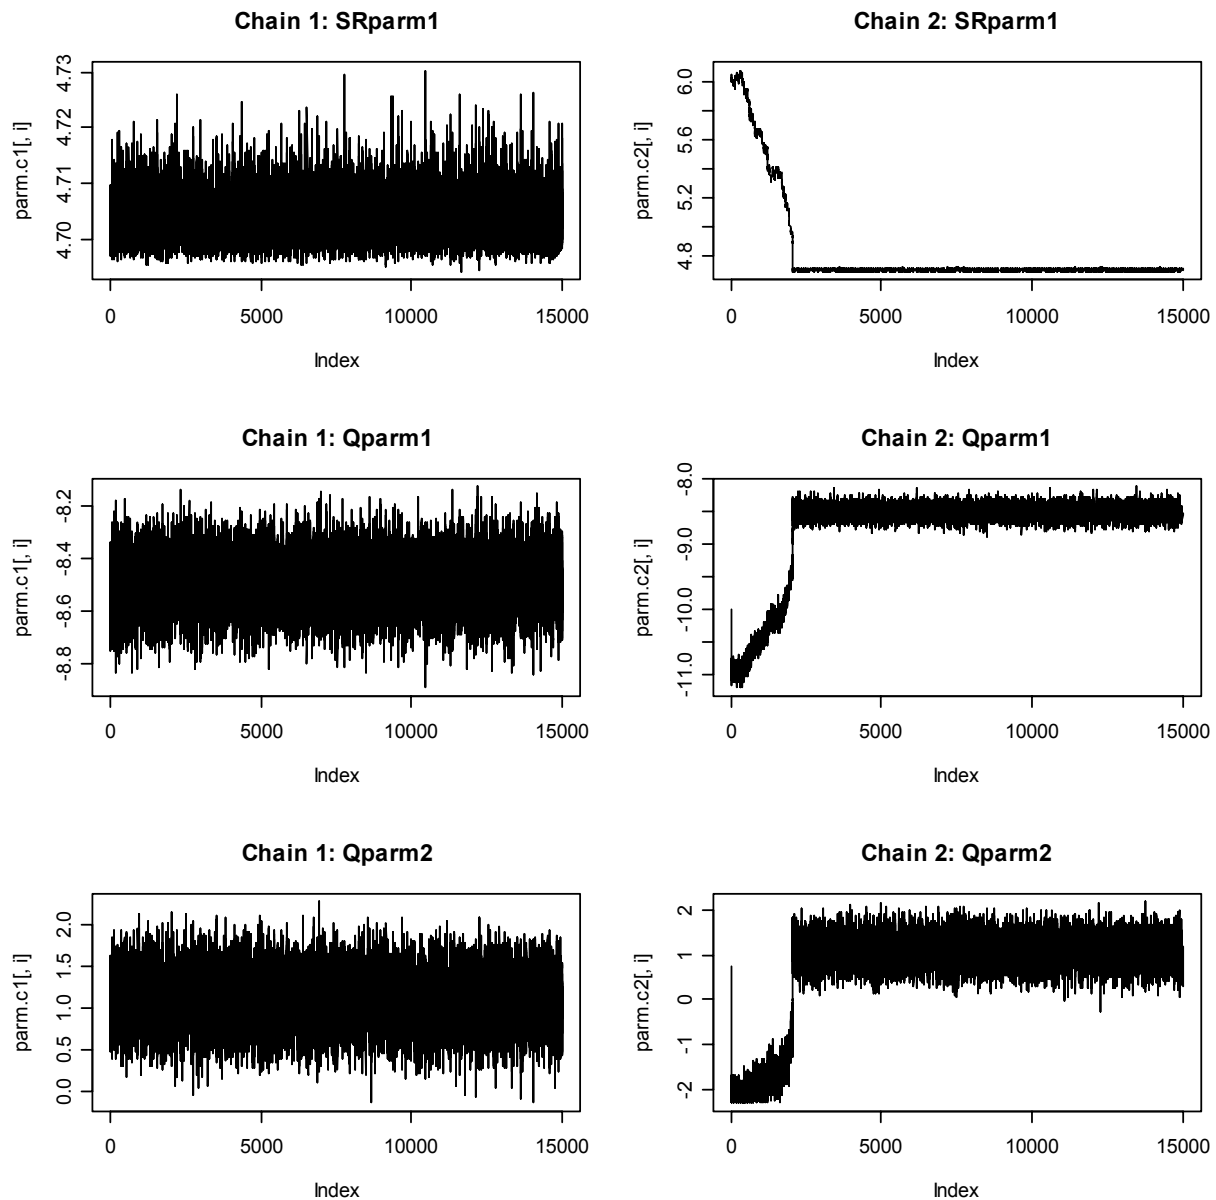 Chain 1: SRparm1
parm.c1[, i]
4.70 4.71 4.72 4.73
0 5000 10000 15000
Index
Chain 2: SRparm1
parm.c2[, i]
4.8 5.2 5.6 6.0
0 5000 10000 15000
Index
Chain 1: Qparm1
parm.c1[, i]
-8.8 -8.6 -8.4 -8.2
0 5000 10000 15000
Index
Chain 2: Qparm1
parm.c2[, i]
-11.0 -10.0 -9.0 -8.0
0 5000 10000 15000
Index
Chain 1: Qparm2
parm.c1[, i]
0.0 0.5 1.0 1.5 2.0
0 5000 10000 15000
Index
Chain 2: Qparm2
parm.c2[, i]
-2 -1 0 1 2
0 5000 10000 15000
Index